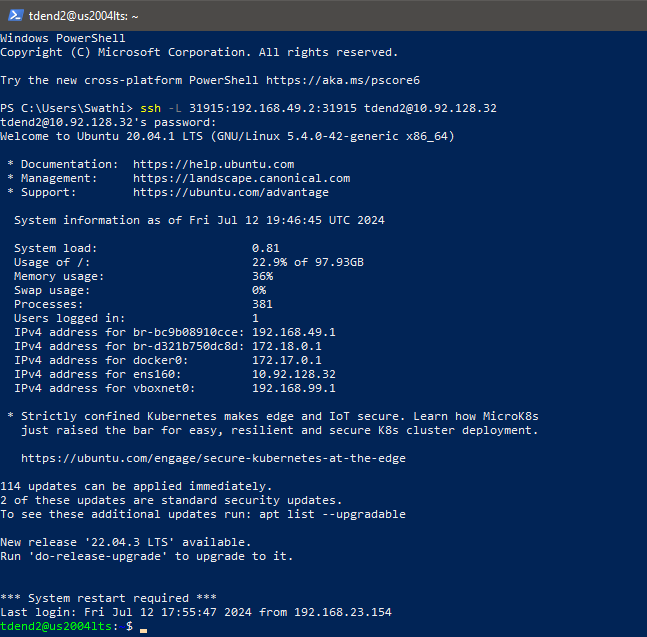 tdend2@us2004lts: ~
Windows PowerShell
Copyright (C) Microsoft Corporation. All rights reserved.
Try the new cross-platform PowerShell https://aka.ms/pscore6
PS C:\Users\Swathi> ssh -L 31915:192.168.49.2:31915 tdend2@10.92.128.32
tdend2@10.92.128.32's password:
Welcome to Ubuntu 20.04.1 LTS (GNU/Linux 5.4.0-42-generic x86_64)
* Documentation:  https://help.ubuntu.com
* Management:     https://landscape.canonical.com
* Support:        https://ubuntu.com/advantage
System information as of Fri Jul 12 19:46:45 UTC 2024
System load:                      0.81
Usage of /:                       22.9% of 97.93GB
Memory usage:                     36%
Swap usage:                       0%
Processes:                        381
Users logged in:                  1
IPv4 address for br-bc9b08910cce: 192.168.49.1
IPv4 address for br-d321b750dc8d: 172.18.0.1
IPv4 address for docker0:         172.17.0.1
IPv4 address for ens160:          10.92.128.32
IPv4 address for vboxnet0:        192.168.99.1
* Strictly confined Kubernetes makes edge and IoT secure. Learn how MicroK8s
just raised the bar for easy, resilient and secure K8s cluster deployment.
https://ubuntu.com/engage/secure-kubernetes-at-the-edge
114 updates can be applied immediately.
2 of these updates are standard security updates.
To see these additional updates run: apt list --upgradable
New release '22.04.3 LTS' available.
Run 'do-release-upgrade' to upgrade to it.
*** System restart required ***
Last login: Fri Jul 12 17:55:47 2024 from 192.168.23.154
tdend2@us2004lts: $